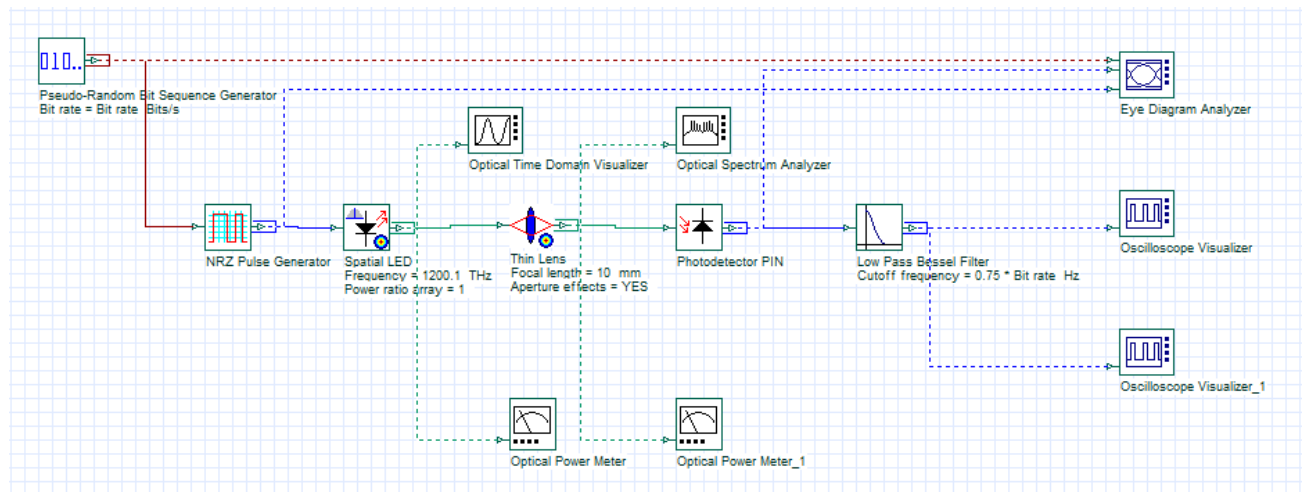 010..
Pseudo-Random Bit Sequence Generator
Bit rate = Bit rate Bits/s
Eye Diagram Analyzer
Optical Time Domain Visualizer
Optical Spectrum Analyzer
NRZ Pulse Generator
Spatial LED
Frequency = 1200.1 THz
Power ratio array = 1
Thin Lens
Focal length = 10 mm
Aperture effects = YES
Photodetector PIN
Low Pass Bessel Filter
Cutoff frequency = 0.75 * Bit rate Hz
Oscilloscope Visualizer
Oscilloscope Visualizer_1
Optical Power Meter
Optical Power Meter_1